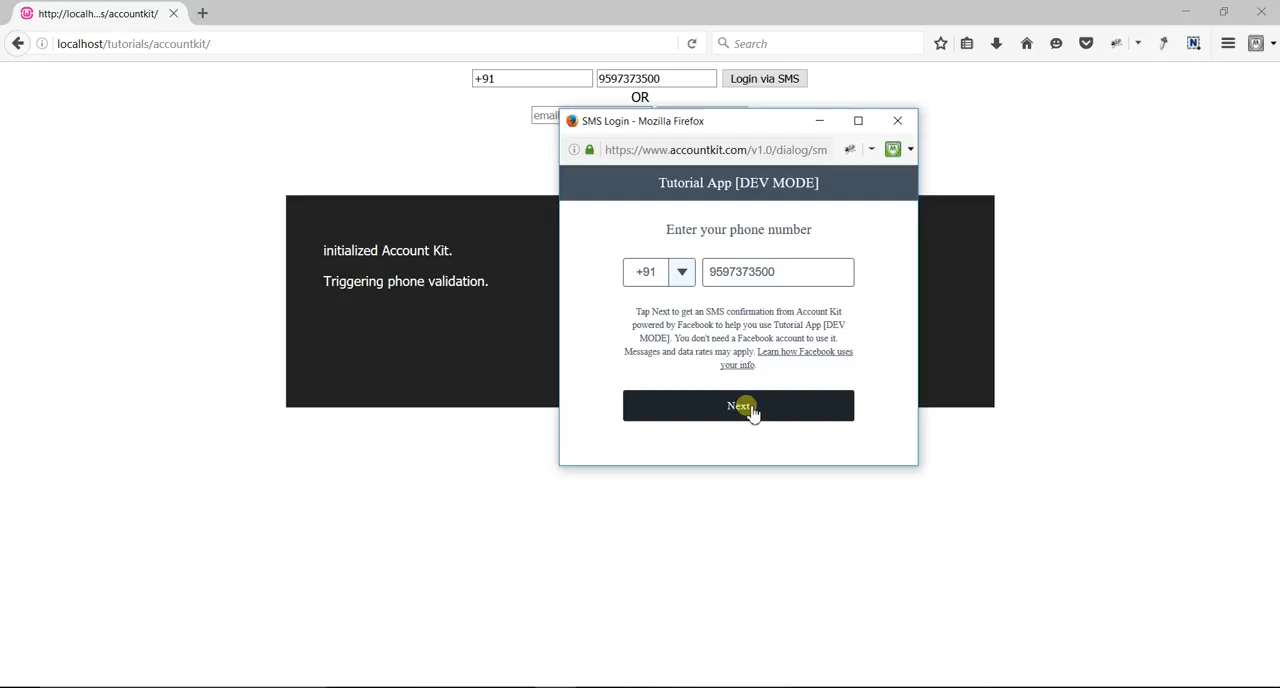 http://localh...s/accountkit/
localhost/tutorials/accountkit/
Search
+91 9597373500 Login via SMS
OR
email
SMS Login - Mozilla Firefox
https://www.accountkit.com/v1.0/dialog/sm
Tutorial App [DEV MODE]
Enter your phone number
+91 9597373500
Tap Next to get an SMS confirmation from Account Kit
powered by Facebook to help you use Tutorial App [DEV
MODE]. You don't need a Facebook account to use it.
Messages and data rates may apply. Learn how Facebook uses
your info.
Next
initialized Account Kit.
Triggering phone validation.